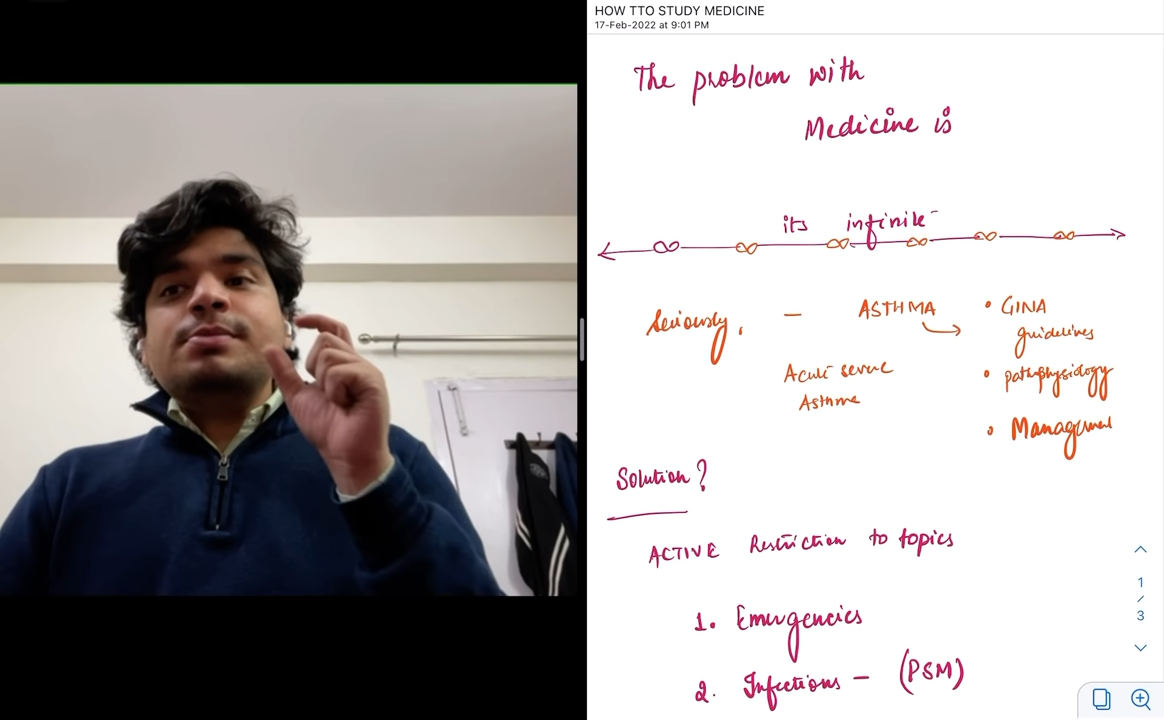 HOW TTO STUDY MEDICINE
17-Feb-2022 at 9:01 PM
The problem with
Medicine is
its infinite
∞ ∞ ∞ ∞ ∞ ∞
Seriously, – ASTHMA
• GINA
guidelines
• pathophysiology
• Management
Acute severe
Asthma
Solution?
ACTIVE Restriction to topics
1. Emergencies
2. Infections – (PSM)
1
/
3